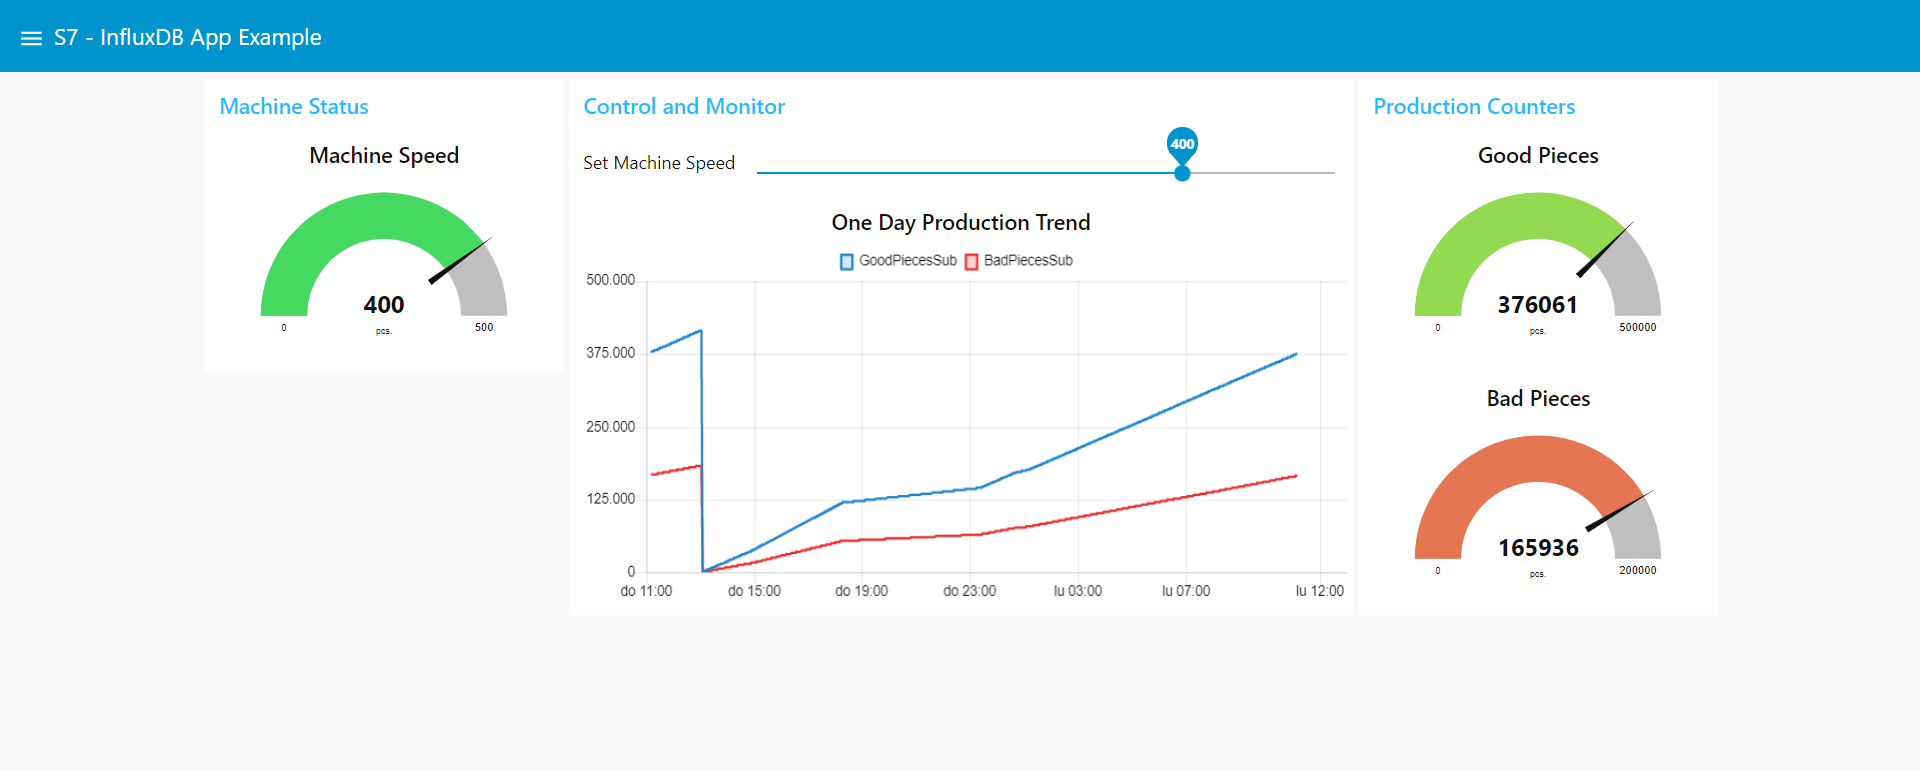 S7 - InfluxDB App Example
Machine Status
Machine Speed
400
pcs.
0
500
Control and Monitor
Set Machine Speed
400
One Day Production Trend
GoodPiecesSub
BadPiecesSub
500.000
375.000
250.000
125.000
0
do 11:00
do 15:00
do 19:00
do 23:00
lu 03:00
lu 07:00
lu 12:00
Production Counters
Good Pieces
376061
pcs.
0
500000
Bad Pieces
165936
pcs.
0
200000